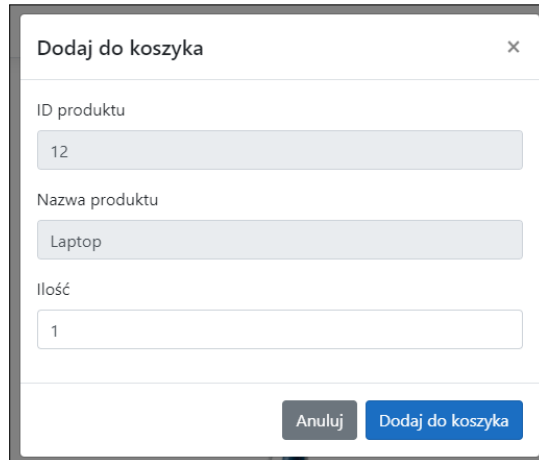 Dodaj do koszyka ×
ID produktu
12
Nazwa produktu
Laptop
Ilość
1
Anuluj Dodaj do koszyka